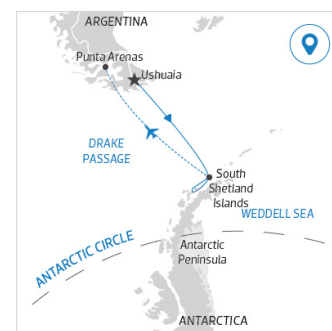 ARGENTINA
Punta Arenas
Ushuaia
DRAKE
PASSAGE
South
Shetland
Islands
WEDDELL SEA
ANTARCTIC CIRCLE
Antarctic
Peninsula
ANTARCTICA